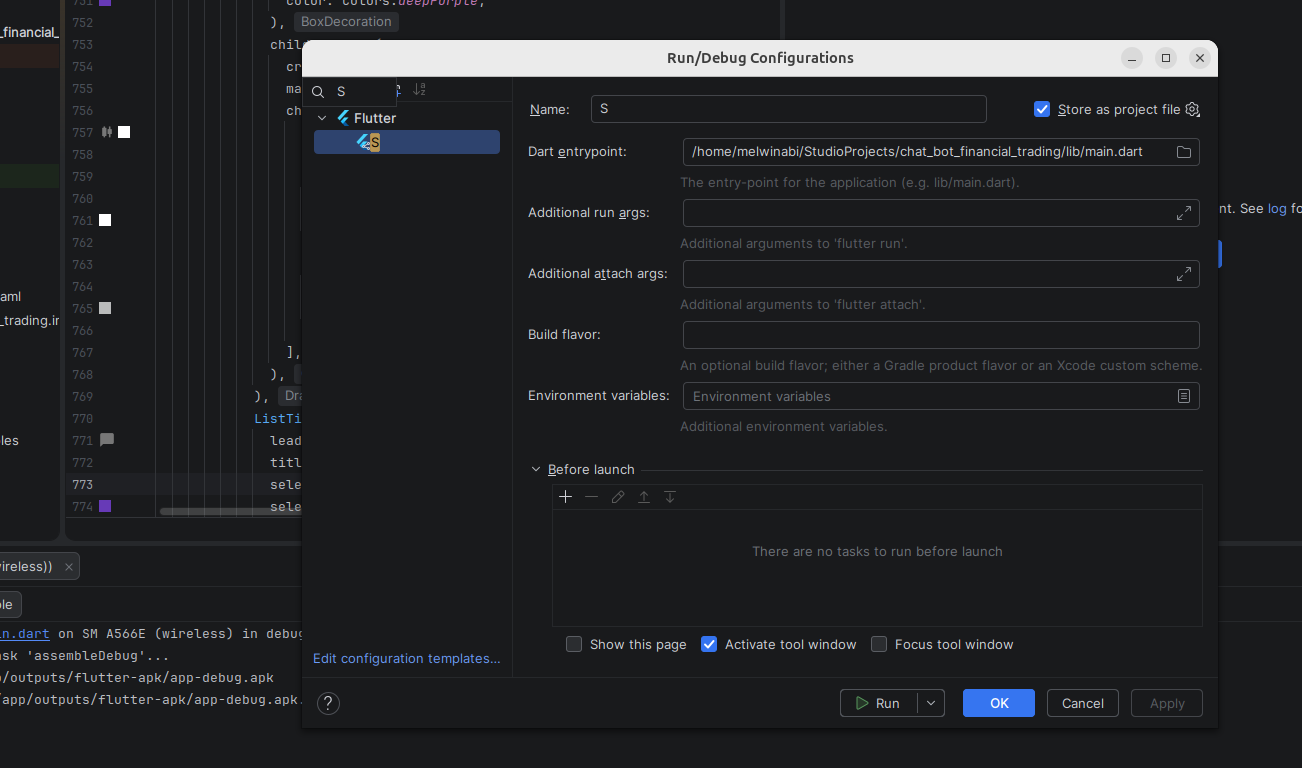 751 color: Colors.deepPurple,
752 ), BoxDecoration
_financial_
753 chil
Run/Debug Configurations
754 cr
755 ma
S
756 ch
Name: S Store as project file
Flutter
757
S
758
Dart entrypoint: /home/melwinabi/StudioProjects/chat_bot_financial_trading/lib/main.dart
759
The entry-point for the application (e.g. lib/main.dart).
760
761
Additional run args:
nt. See log fo
762
Additional arguments to 'flutter run'.
763
Additional attach args:
764
aml
765
Additional arguments to 'flutter attach'.
_trading.in
766
Build flavor:
767 ],
An optional build flavor; either a Gradle product flavor or an Xcode custom scheme.
768 ),
769 ), Dra
Environment variables: Environment variables
770 ListTi
Additional environment variables.
les
771 lead
772 titl
Before launch
773 sele
774 sele
There are no tasks to run before launch
vireless))
ple
in.dart on SM A566E (wireless) in debug
Show this page Activate tool window Focus tool window
ask 'assembleDebug'...
Edit configuration templates...
p/outputs/flutter-apk/app-debug.apk
/app/outputs/flutter-apk/app-debug.apk.
? Run OK Cancel Apply